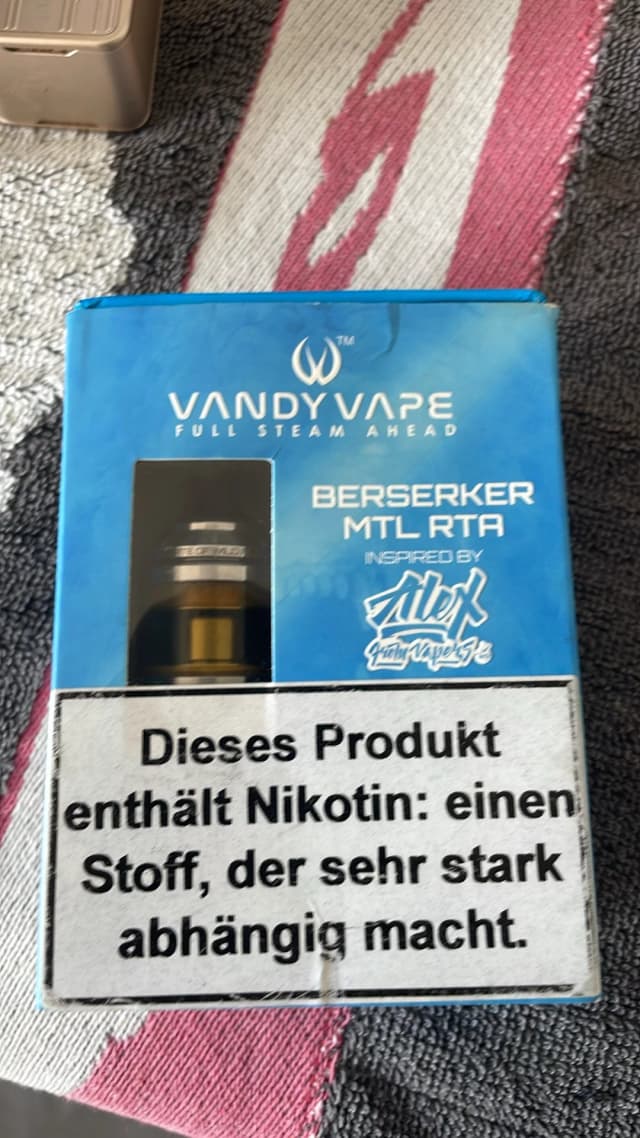 VANDY VAPE™
FULL STEAM AHEAD
BERSERKER
MTL RTA
INSPIRED BY
Alex
Dieses Produkt
enthält Nikotin: einen
Stoff, der sehr stark
abhängig macht.